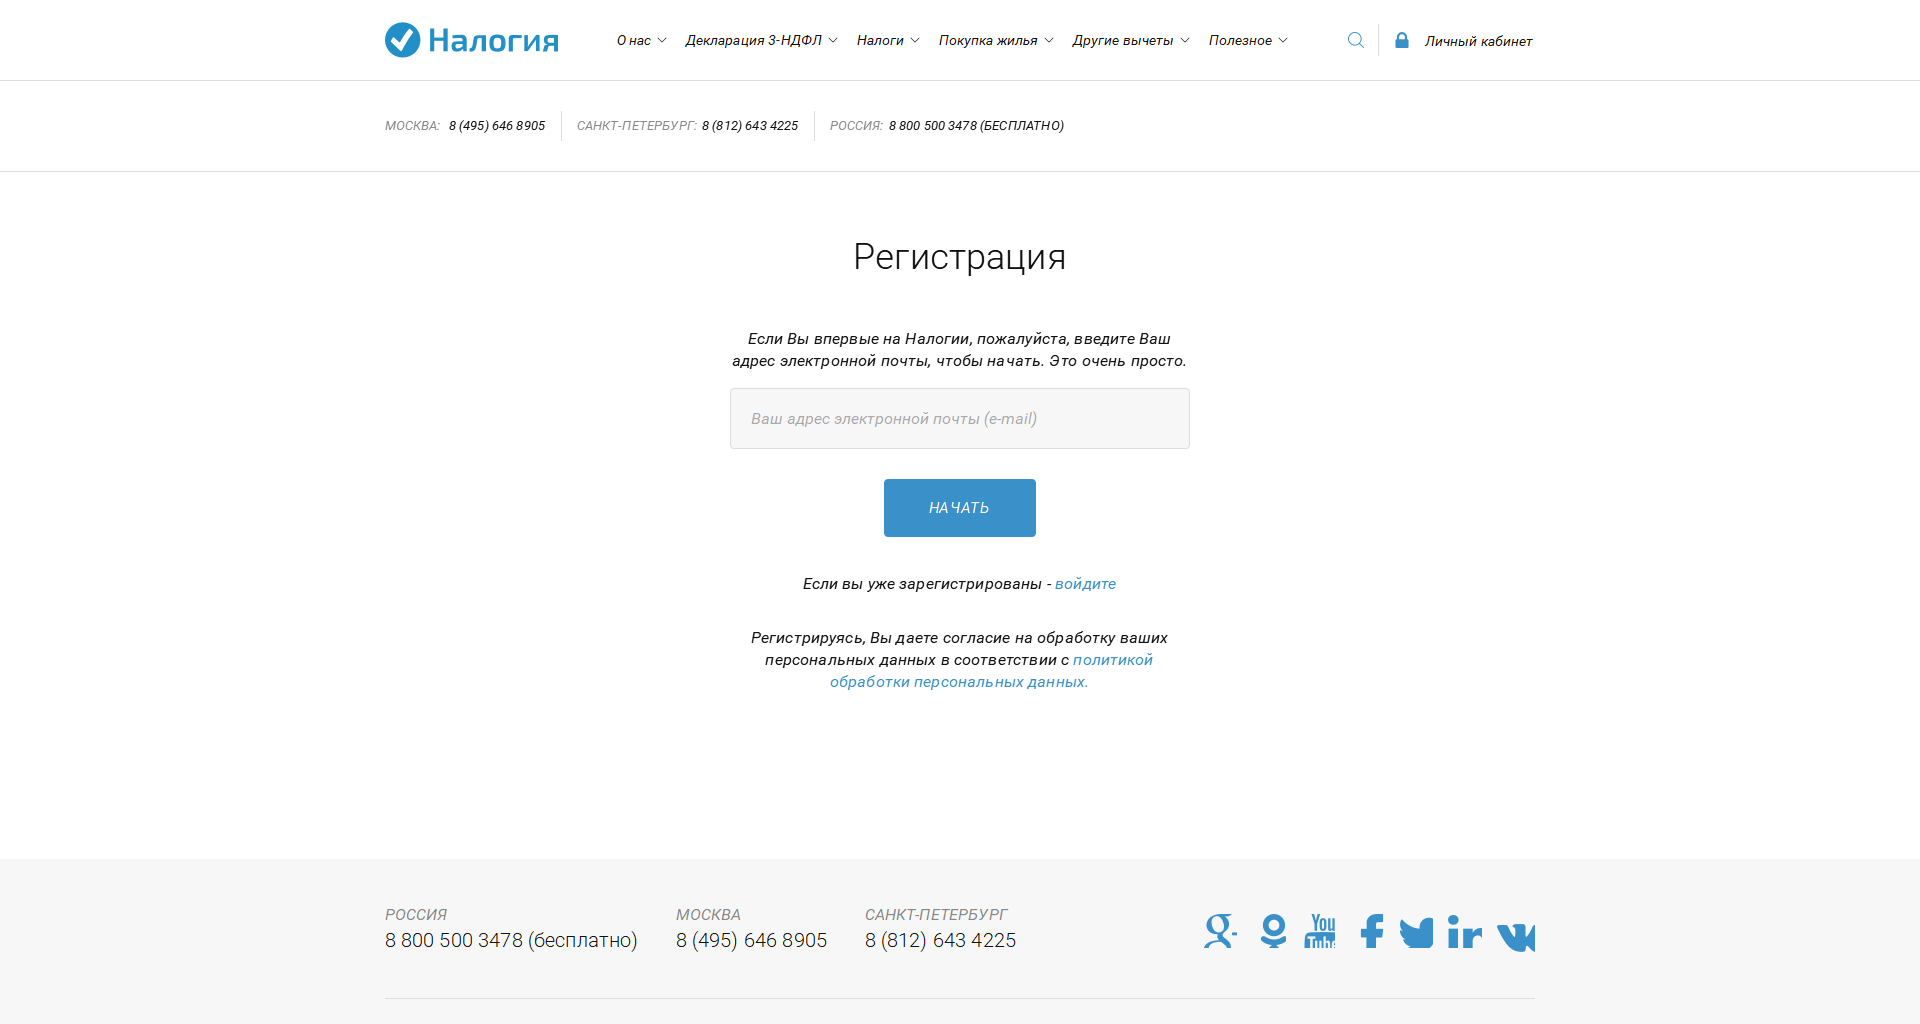 Налогия
О нас
Декларация 3-НДФЛ
Налоги
Покупка жилья
Другие вычеты
Полезное
Личный кабинет
МОСКВА: 8 (495) 646 8905
САНКТ-ПЕТЕРБУРГ: 8 (812) 643 4225
РОССИЯ: 8 800 500 3478 (БЕСПЛАТНО)
Регистрация
Если Вы впервые на Налогии, пожалуйста, введите Ваш
адрес электронной почты, чтобы начать. Это очень просто.
Ваш адрес электронной почты (e-mail)
НАЧАТЬ
Если вы уже зарегистрированы - войдите
Регистрируясь, Вы даете согласие на обработку ваших
персональных данных в соответствии с политикой
обработки персональных данных.
РОССИЯ
8 800 500 3478 (бесплатно)
МОСКВА
8 (495) 646 8905
САНКТ-ПЕТЕРБУРГ
8 (812) 643 4225
You
Tube